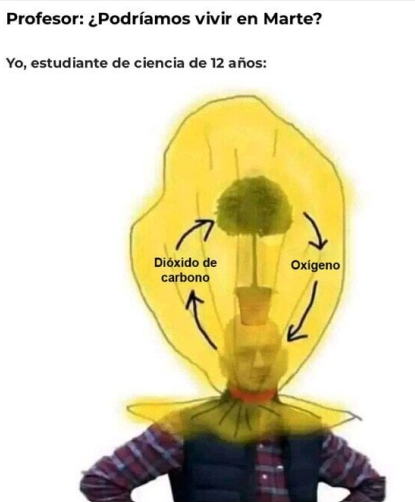 Profesor: ¿Podríamos vivir en Marte?
Yo, estudiante de ciencia de 12 años:
Dióxido de
carbono
Oxígeno